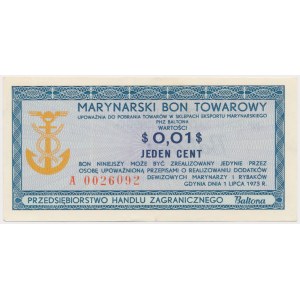 MARYNARSKI BON TOWAROWY
UPOWAŻNIA DO POBRANIA TOWARÓW W SKLEPACH EKSPORTU MARYNARSKIEGO
PHZ BALTONA
WARTOŚCI
$ 0,01 $
JEDEN CENT
BON NINIEJSZY MOŻE BYĆ ZREALIZOWANY JEDYNIE PRZEZ
OSOBĘ UPOWAŻNIONĄ PRZEPISAMI O REALIZOWANIU DODATKÓW
DEWIZOWYCH MARYNARZY I RYBAKÓW
A 0026092
GDYNIA DNIA 1 LIPCA 1973 R.
PRZEDSIĘBIORSTWO HANDLU ZAGRANICZNEGO Baltona